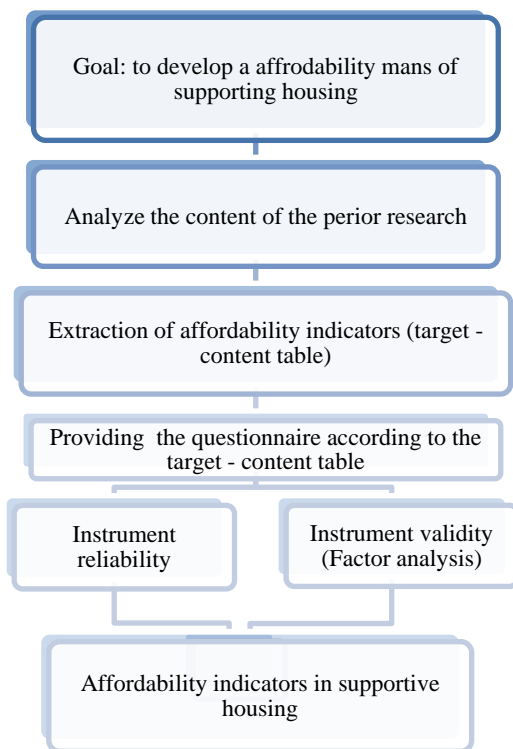 Goal: to develop a affrodability mans of
supporting housing
Analyze the content of the perior research
Extraction of affordability indicators (target -
content table)
Providing the questionnaire according to the
target - content table
Instrument
reliability
Instrument validity
(Factor analysis)
Affordability indicators in supportive
housing